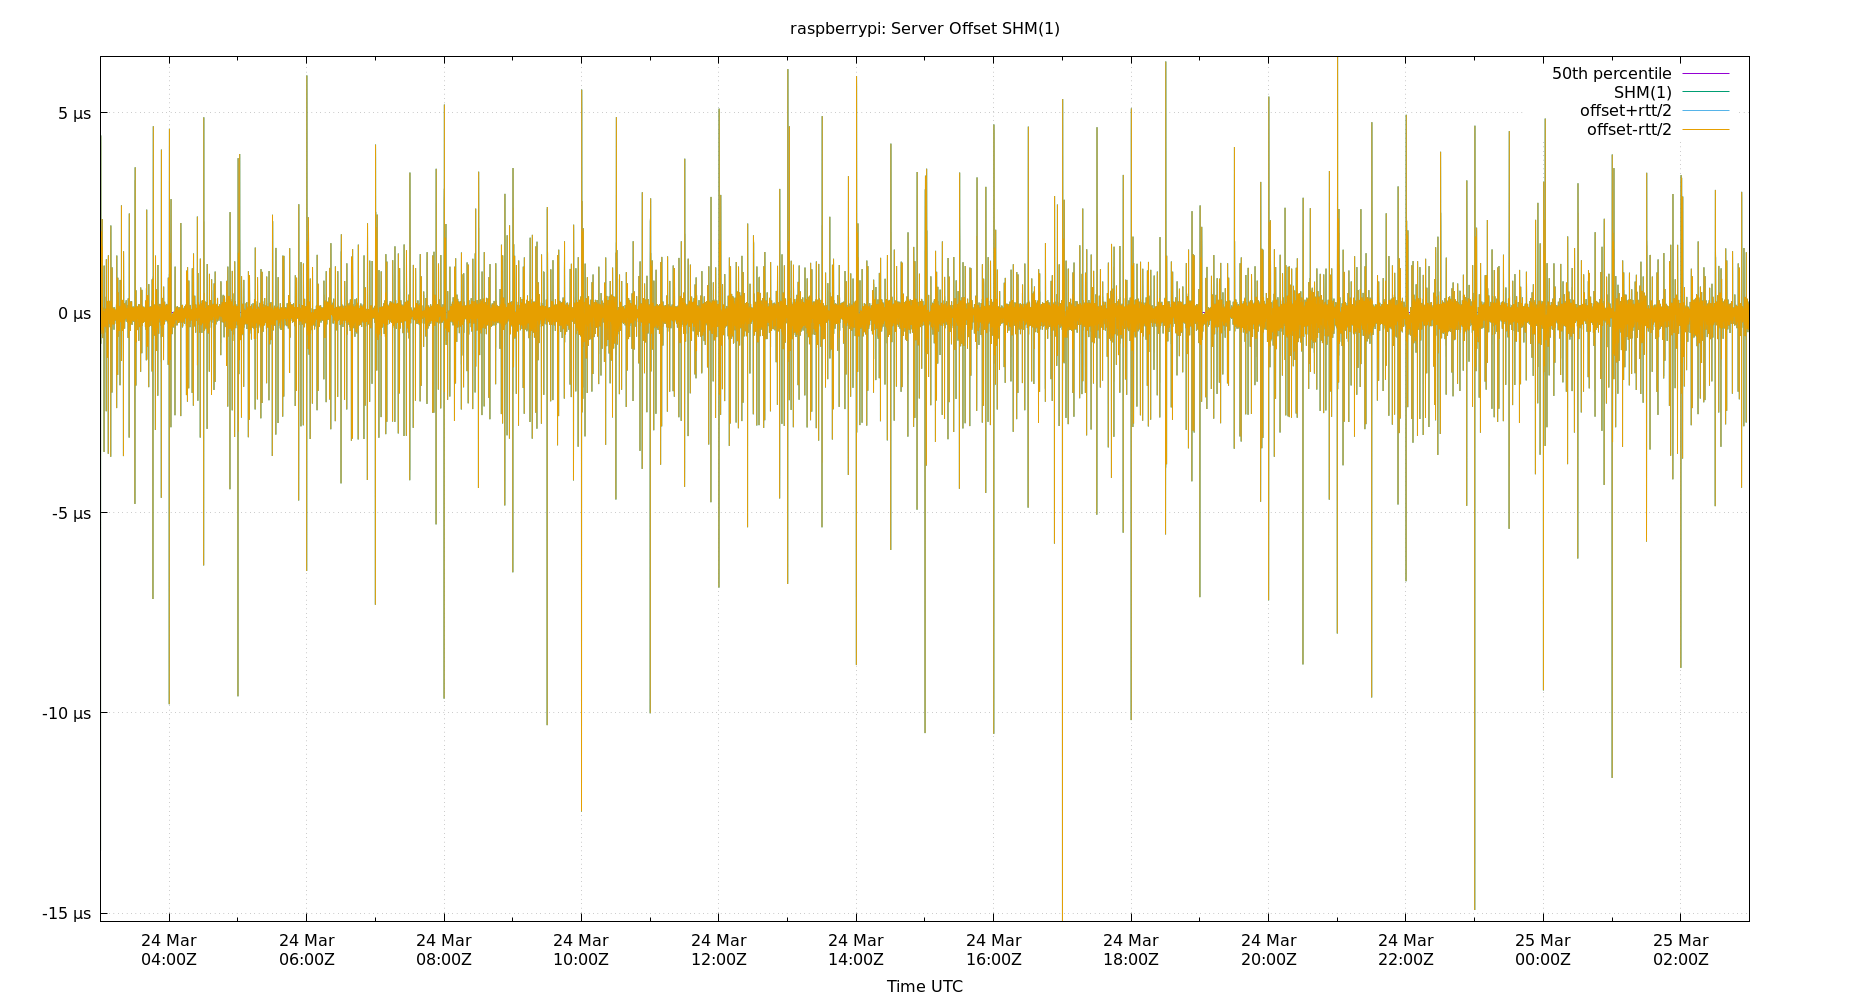 raspberrypi: Server Offset SHM(1)
50th percentile
SHM(1)
offset+rtt/2
offset-rtt/2
5 µs
0 µs
-5 µs
-10 µs
-15 µs
24 Mar 24 Mar 24 Mar 24 Mar 24 Mar 24 Mar 24 Mar 24 Mar 24 Mar 24 Mar 25 Mar 25 Mar
04:00Z 06:00Z 08:00Z 10:00Z 12:00Z 14:00Z 16:00Z 18:00Z 20:00Z 22:00Z 00:00Z 02:00Z
Time UTC